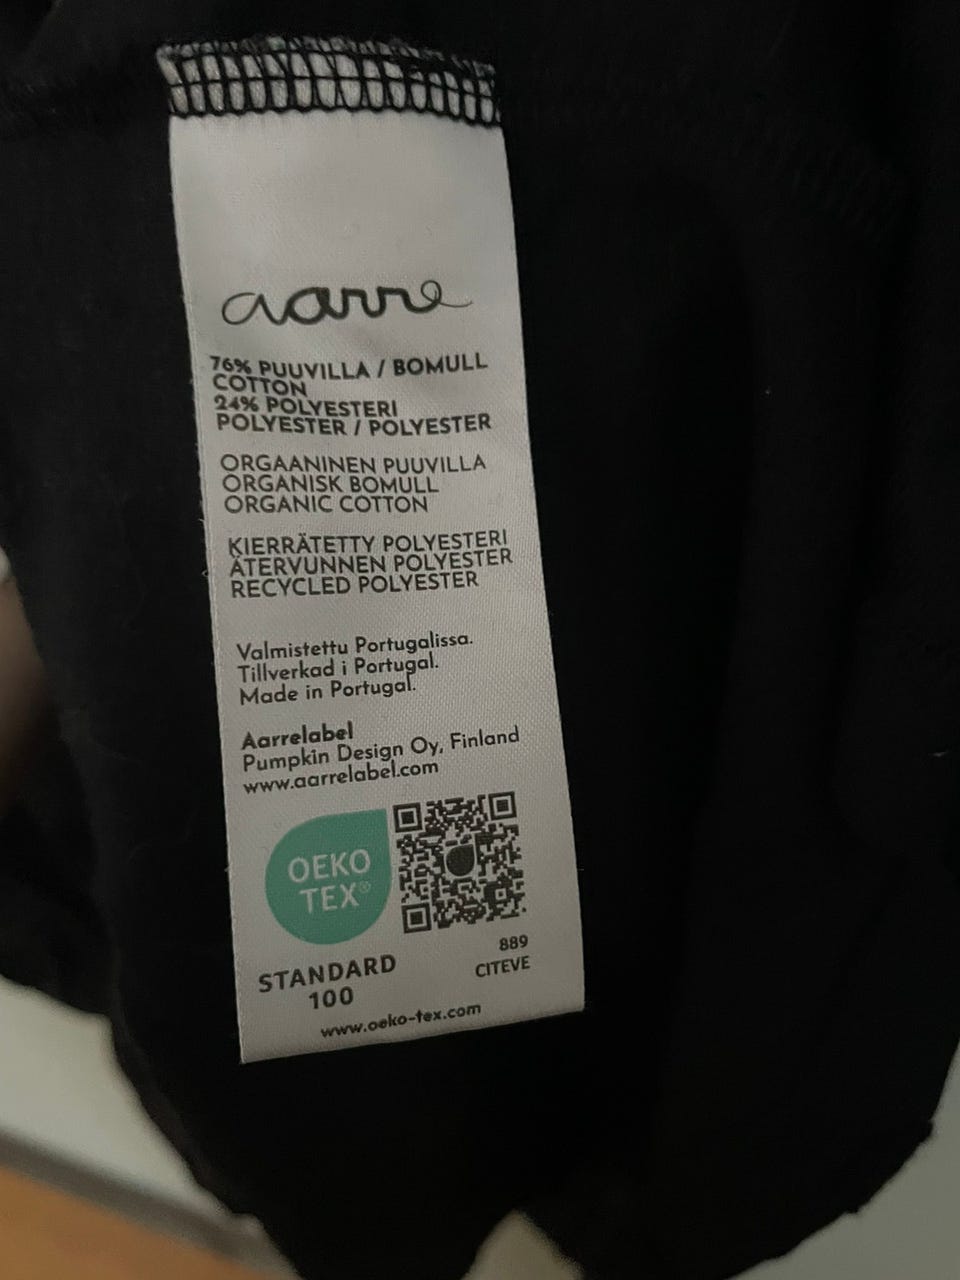 aarre
76% PUUVILLA / BOMULL
COTTON
24% POLYESTERI
POLYESTER / POLYESTER
ORGAANINEN PUUVILLA
ORGANISK BOMULL
ORGANIC COTTON
KIERRÄTETTY POLYESTERI
ÅTERVUNNEN POLYESTER
RECYCLED POLYESTER
Valmistettu Portugalissa.
Tillverkad i Portugal.
Made in Portugal.
Aarrelabel
Pumpkin Design Oy, Finland
www.aarrelabel.com
OEKO
TEX®
STANDARD
100
889
CITEVE
www.oeko-tex.com